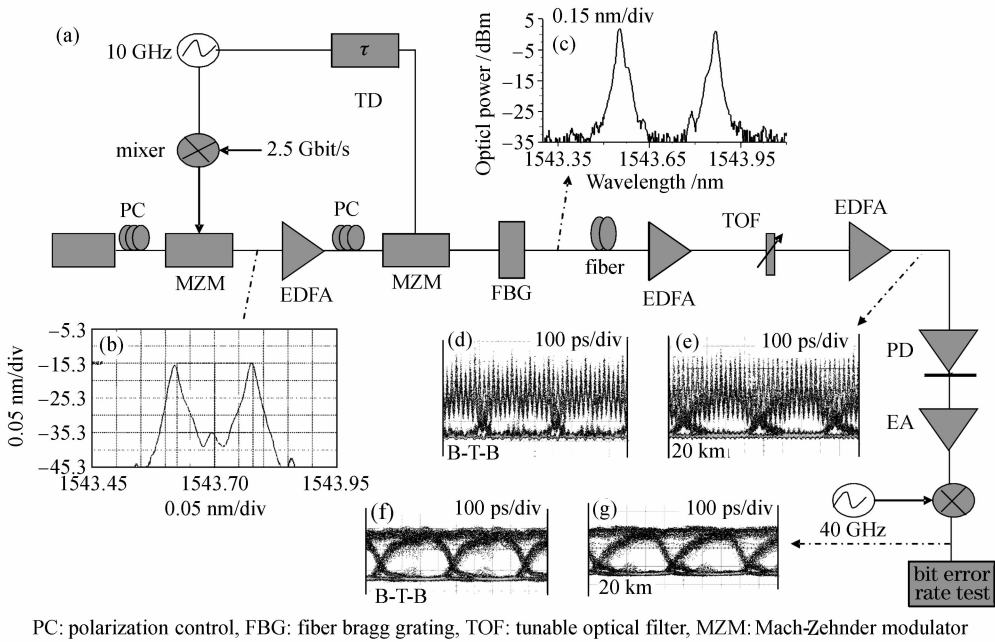 (a)
10 GHz
τ
TD
mixer
2.5 Gbit/s
PC
MZM
EDFA
PC
MZM
FBG
fiber
EDFA
TOF
EDFA
PD
EA
40 GHz
bit error
rate test
(c)
0.15 nm/div
Opticl power /dBm
5
−5
−15
−25
−35
1543.35 1543.65 1543.95
Wavelength /nm
(b)
0.05 nm/div
−5.3
−15.3
−25.3
−35.3
−45.3
1543.45 1543.70 1543.95
0.05 nm/div
(d)
100 ps/div
B-T-B
(e)
100 ps/div
20 km
(f)
100 ps/div
B-T-B
(g)
100 ps/div
20 km
PC: polarization control, FBG: fiber bragg grating, TOF: tunable optical filter, MZM: Mach-Zehnder modulator